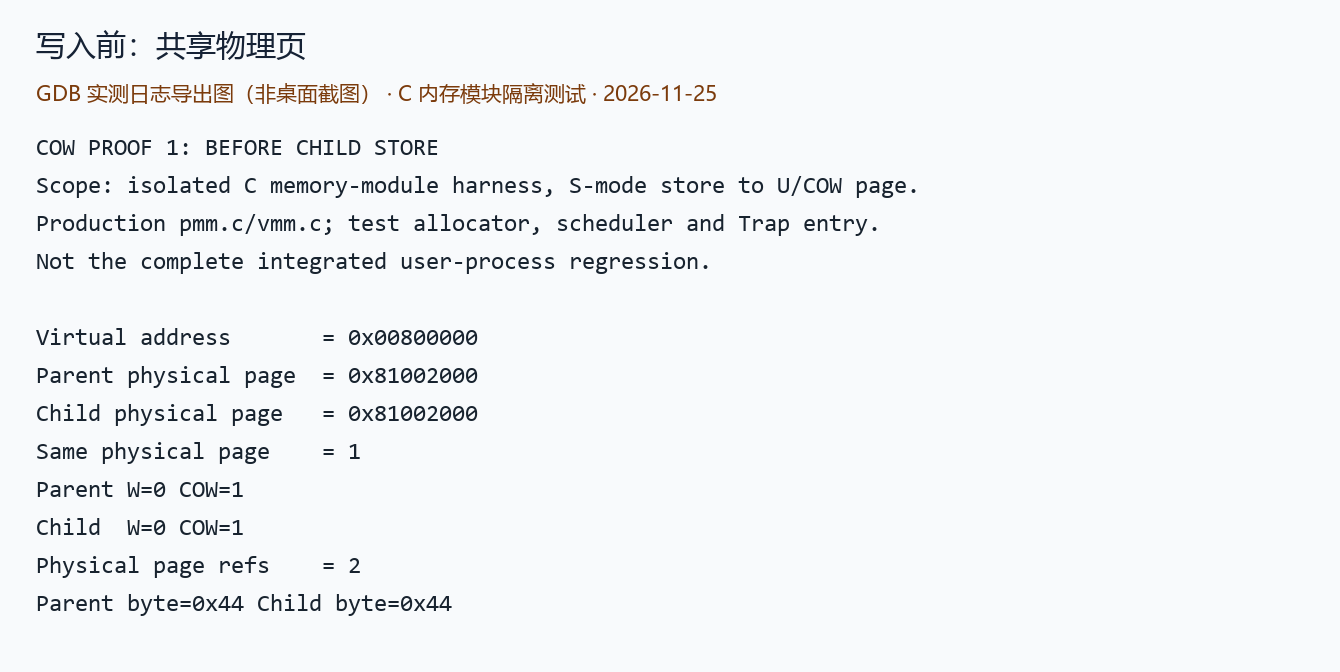 写入前：共享物理页
GDB 实测日志导出图（非桌面截图） · C 内存模块隔离测试 · 2026-11-25
COW PROOF 1: BEFORE CHILD STORE
Scope: isolated C memory-module harness, S-mode store to U/COW page.
Production pmm.c/vmm.c; test allocator, scheduler and Trap entry.
Not the complete integrated user-process regression.
Virtual address       = 0x00800000
Parent physical page  = 0x81002000
Child physical page   = 0x81002000
Same physical page    = 1
Parent W=0 COW=1
Child  W=0 COW=1
Physical page refs    = 2
Parent byte=0x44 Child byte=0x44